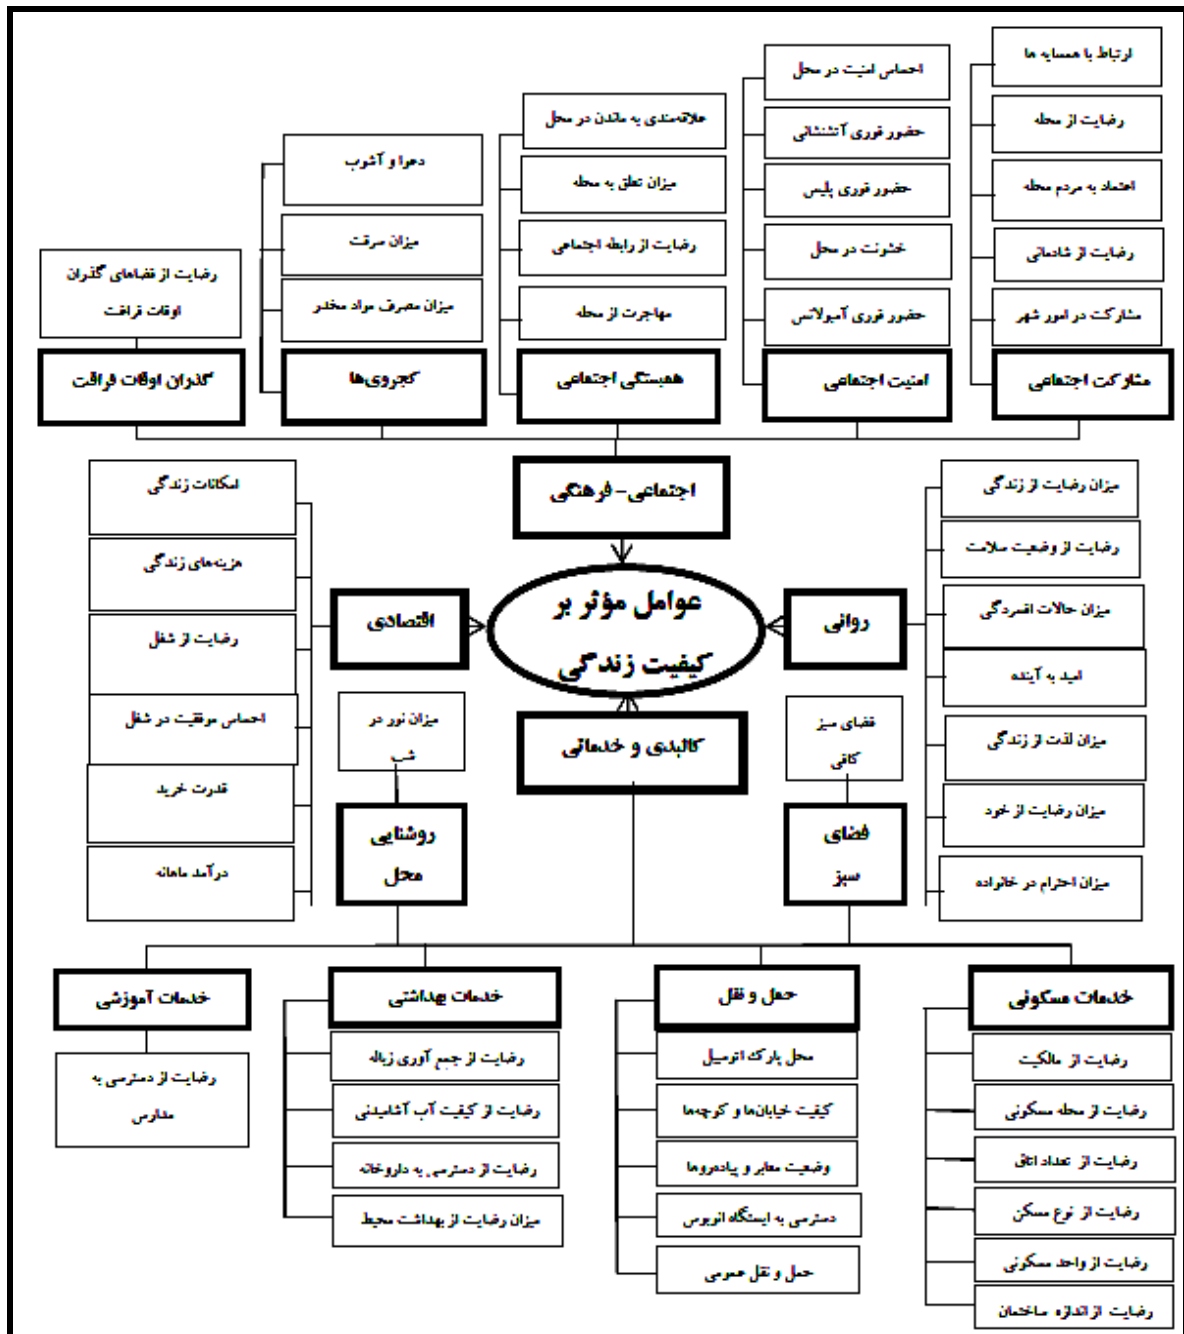 ارتباط با همسایه ها
رضایت از محله
اعتماد به مردم محله
رضایت از شادمانی
مشارکت در امور شهر
مشارکت اجتماعی
احساس امنیت در محل
حضور فوری آتشنشانی
حضور فوری پلیس
خشونت در محل
حضور فوری آمبولانس
امنیت اجتماعی
علاقه‌مندی به ماندن در محل
میزان تعلق به محله
رضایت از رابطه اجتماعی
مهاجرت از محله
همبستگی اجتماعی
دعوا و آشوب
میزان سرقت
میزان مصرف مواد مخدر
کجروی‌ها
رضایت از فضاهای گذران
اوقات فراغت
گذران اوقات فراغت
اجتماعی- فرهنگی
میزان رضایت از زندگی
رضایت از وضعیت سلامت
میزان حالات افسردگی
امید به آینده
میزان لذت از زندگی
میزان رضایت از خود
میزان احترام در خانواده
روانی
عوامل مؤثر بر
کیفیت زندگی
اقتصادی
امکانات زندگی
هزینه‌های زندگی
رضایت از شغل
احساس موفقیت در شغل
قدرت خرید
درآمد ماهانه
کالبدی و خدماتی
فضای سبز
کافی
فضای
سبز
میزان نور در
شب
روشنایی
محل
خدمات مسکونی
رضایت از مالکیت
رضایت از محله مسکونی
رضایت از تعداد اتاق
رضایت از نوع مسکن
رضایت از واحد مسکونی
رضایت از اندازه ساختمان
حمل و نقل
محل پارک اتومبیل
کیفیت خیابان‌ها و کوچه‌ها
وضعیت معابر و پیاده‌روها
دسترسی به ایستگاه اتوبوس
حمل و نقل عمومی
خدمات بهداشتی
رضایت از جمع آوری زباله
رضایت از کیفیت آب آشامیدنی
رضایت از دسترسی به داروخانه
میزان رضایت از بهداشت محیط
خدمات آموزشی
رضایت از دسترسی به
مدارس